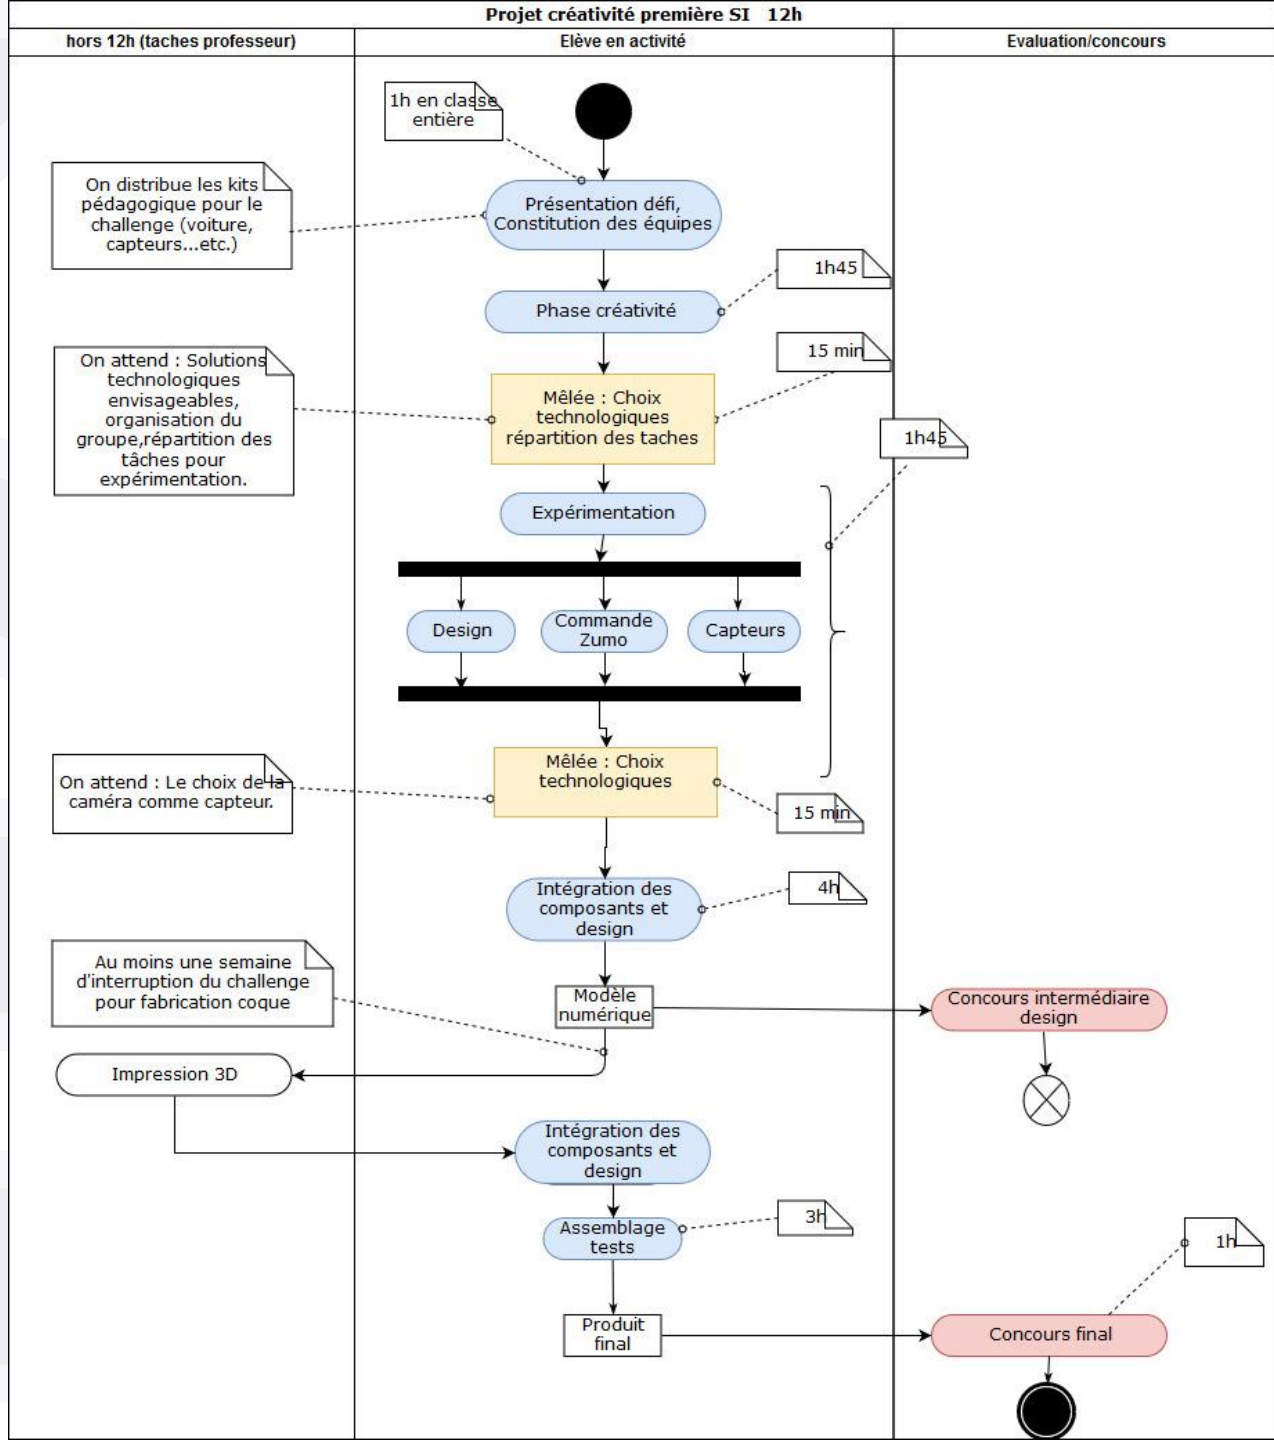 Projet créativité première SI 12h
hors 12h (taches professeur)
Elève en activité
Evaluation/concours
1h en classe
entière
On distribue les kits
pédagogique pour le
challenge (voiture,
capteurs...etc.)
Présentation défi,
Constitution des équipes
1h45
Phase créativité
15 min
On attend : Solutions
technologiques
envisageables,
organisation du
groupe,répartition des
tâches pour
expérimentation.
Mêlée : Choix
technologiques
répartition des taches
1h45
Expérimentation
Design
Commande
Zumo
Capteurs
On attend : Le choix de la
caméra comme capteur.
Mêlée : Choix
technologiques
15 min
Intégration des
composants et
design
4h
Au moins une semaine
d'interruption du challenge
pour fabrication coque
Modèle
numérique
Concours intermédiaire
design
Impression 3D
Intégration des
composants et
design
Assemblage
tests
3h
1h
Produit
final
Concours final